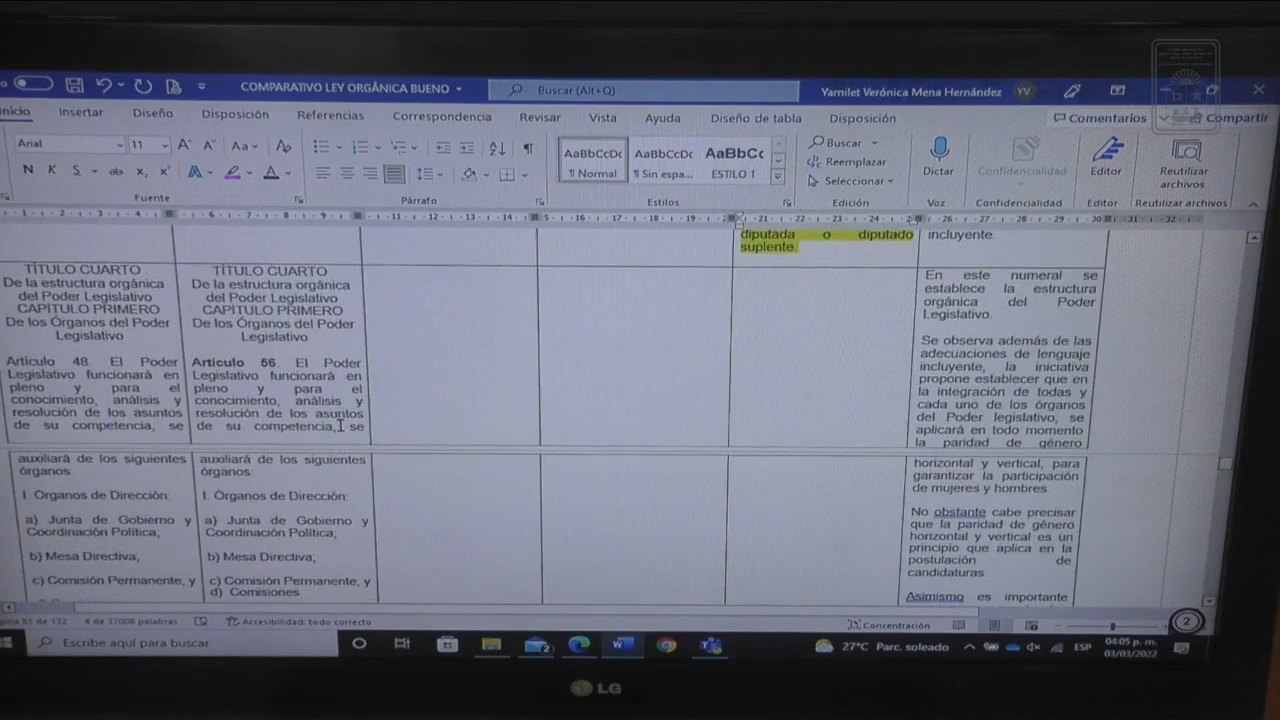 COMPARATIVO LEY ORGÁNICA BUENO
Buscar (Alt+Q)
Yamilet Verónica Mena Hernández
YV
Inicio Insertar Diseño Disposición Referencias Correspondencia Revisar Vista Ayuda Diseño de tabla Disposición
Comentarios
Compartir
Arial
11
Fuente
Párrafo
AaBbCcDc
¶ Normal
AaBbCcDc
¶ Sin espa...
AaBbCc
ESTILO 1
Estilos
Buscar
Reemplazar
Seleccionar
Edición
Dictar
Voz
Confidencialidad
Confidencialidad
Editor
Editor
Reutilizar
archivos
Reutilizar archivos
diputada o diputado
suplente.
incluyente.
TÍTULO CUARTO
De la estructura orgánica
del Poder Legislativo
CAPÍTULO PRIMERO
De los Órganos del Poder
Legislativo
Artículo 48. El Poder
Legislativo funcionará en
pleno y para el
conocimiento, análisis y
resolución de los asuntos
de su competencia, se
auxiliará de los siguientes
órganos:
I. Órganos de Dirección:
a) Junta de Gobierno y
Coordinación Política;
b) Mesa Directiva;
c) Comisión Permanente, y
TÍTULO CUARTO
De la estructura orgánica
del Poder Legislativo
CAPÍTULO PRIMERO
De los Órganos del Poder
Legislativo
Artículo 56. El Poder
Legislativo funcionará en
pleno y para el
conocimiento, análisis y
resolución de los asuntos
de su competencia, se
auxiliará de los siguientes
órganos:
I. Órganos de Dirección:
a) Junta de Gobierno y
Coordinación Política;
b) Mesa Directiva;
c) Comisión Permanente, y
d) Comisiones
En este numeral se
establece la estructura
orgánica del Poder
Legislativo.
Se observa además de las
adecuaciones de lenguaje
incluyente, la iniciativa
propone establecer que en
la integración de todas y
cada uno de los órganos
del Poder legislativo, se
aplicará en todo momento
la paridad de género
horizontal y vertical, para
garantizar la participación
de mujeres y hombres.
No obstante cabe precisar
que la paridad de género
horizontal y vertical es un
principio que aplica en la
postulación de
candidaturas.
Asimismo es importante
Página 81 de 132
4 de 37008 palabras
Accesibilidad: todo correcto
Concentración
Escribe aquí para buscar
27°C Parc. soleado
ESP
04:05 p. m.
03/03/2022
2
LG